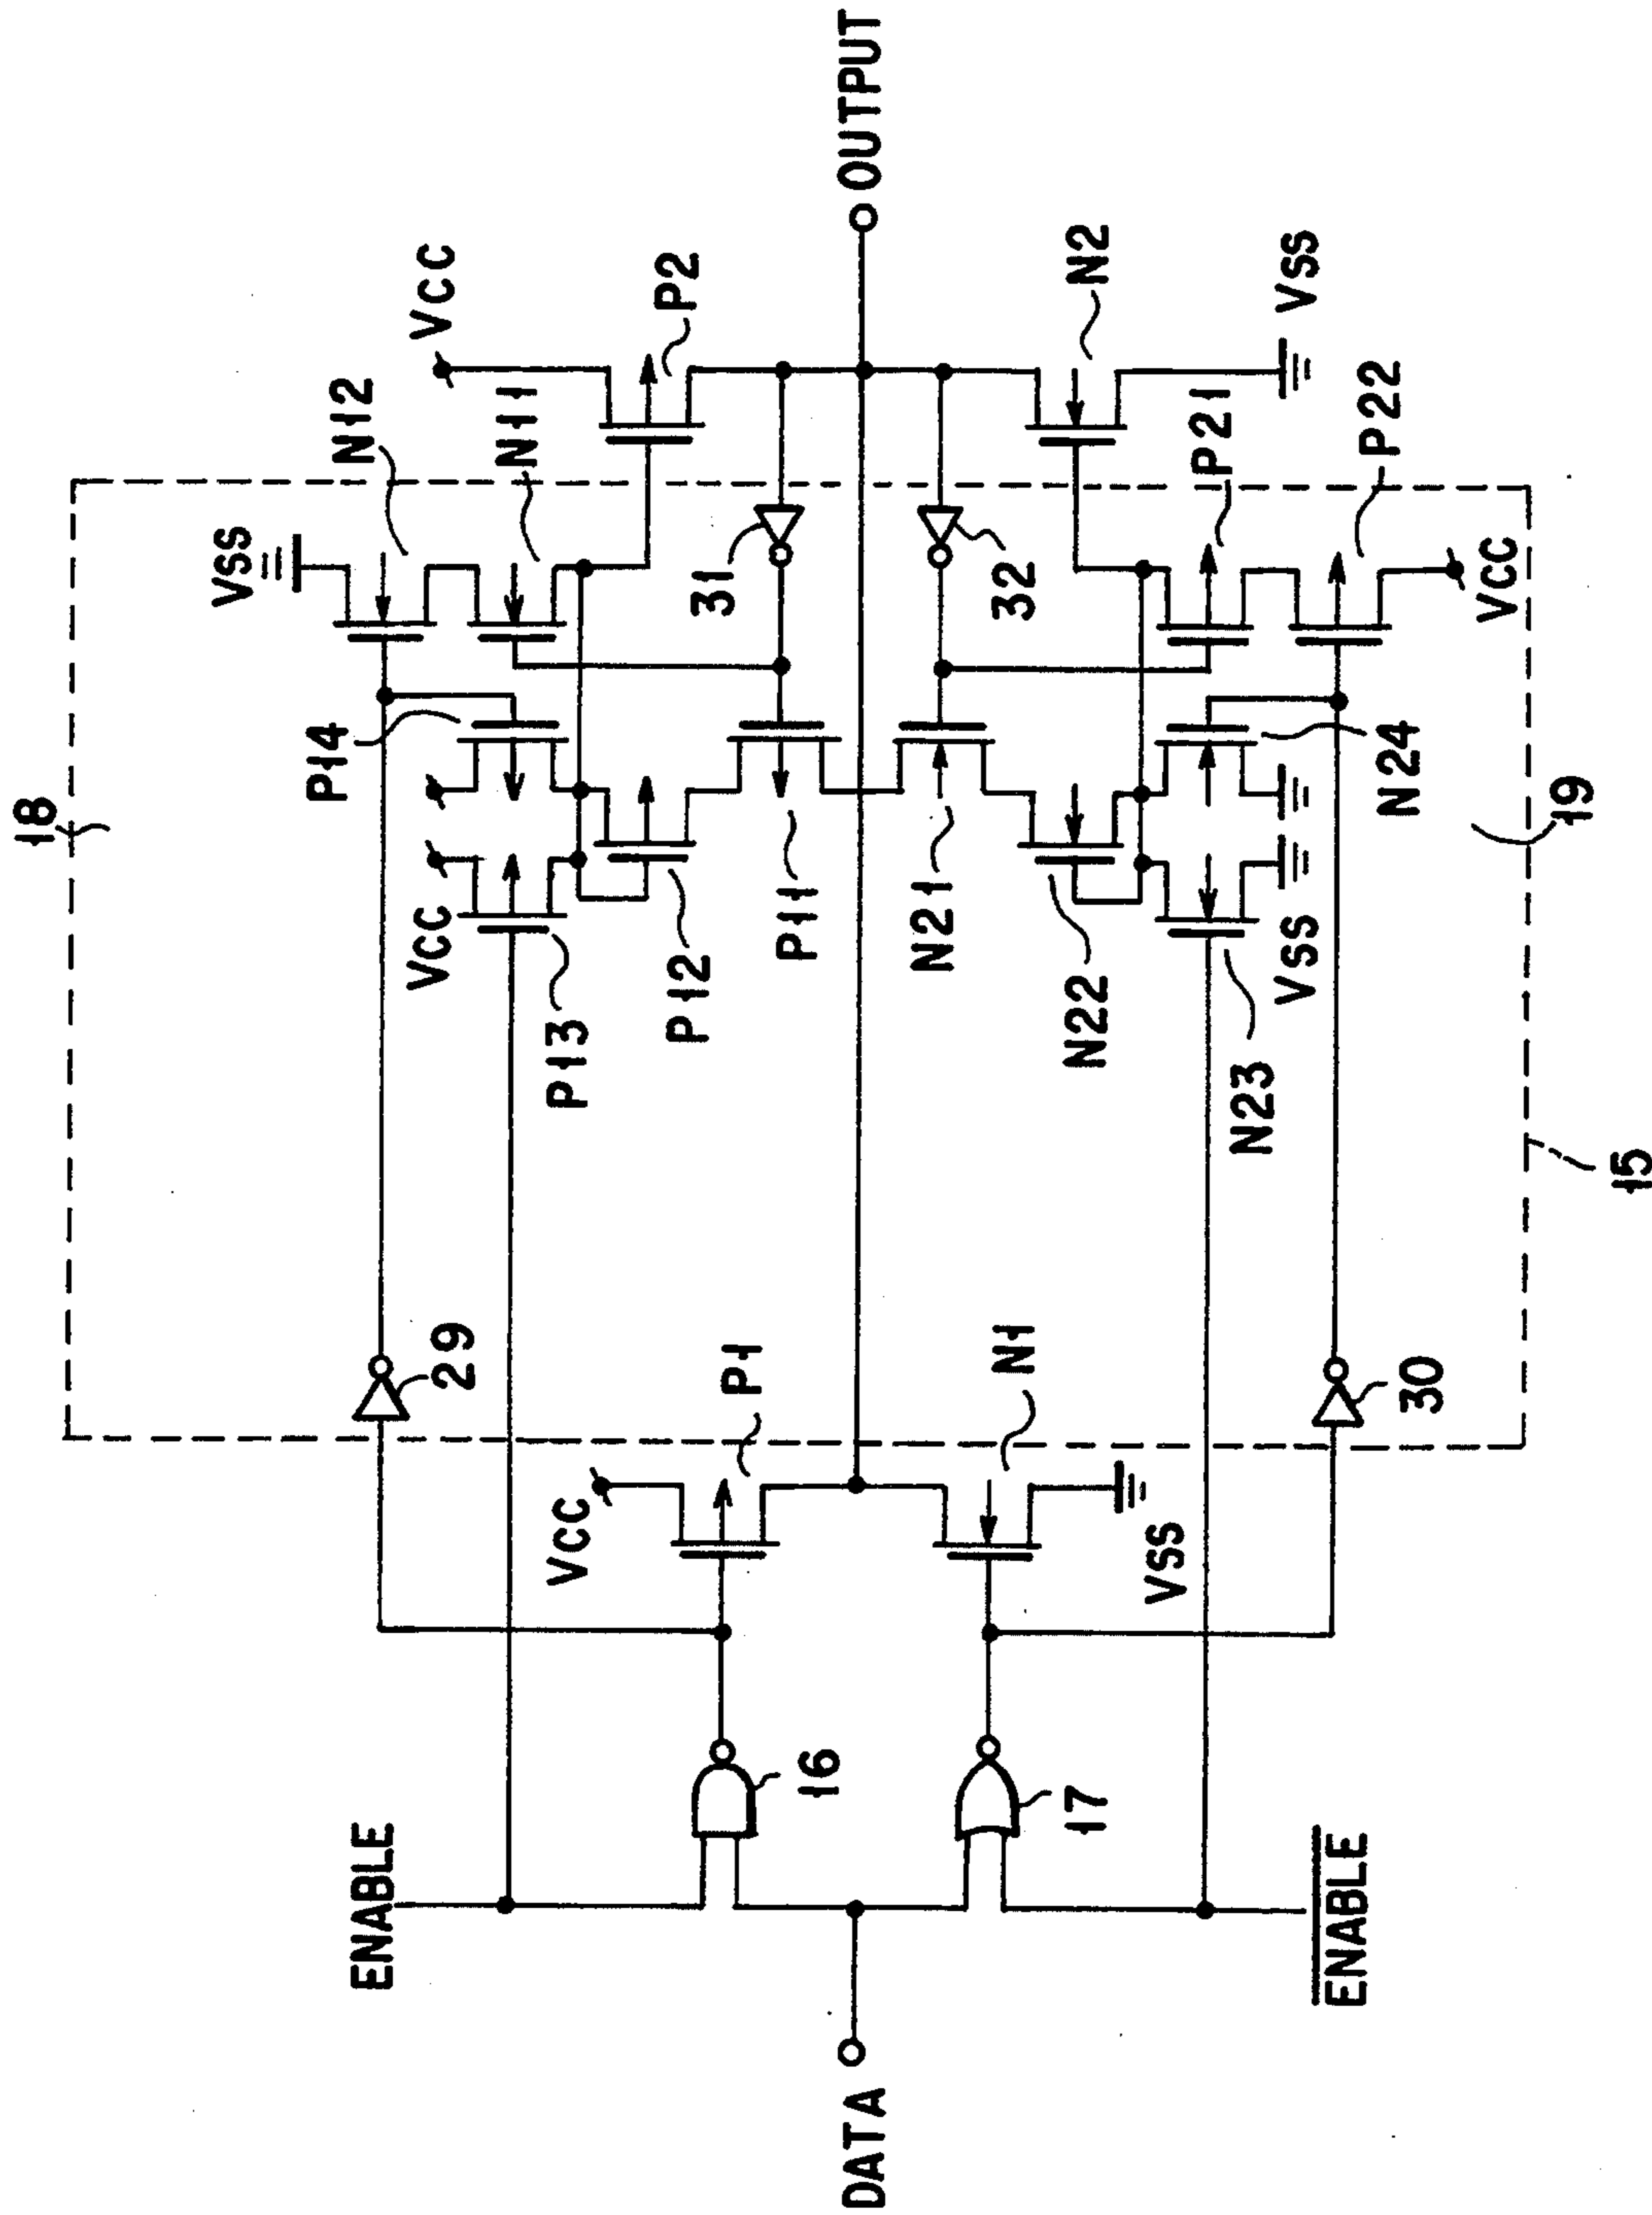 18
VSS
N12
N11
VCC
P14
VCC
P13
P12
P2
29
31
P11
ENABLE
VCC
P1
16
DATA
OUTPUT
17
N1
VSS
N21
32
N22
N2
P21
P22
VSS
N23
VSS
N24
VCC
30
ENABLE
19
15